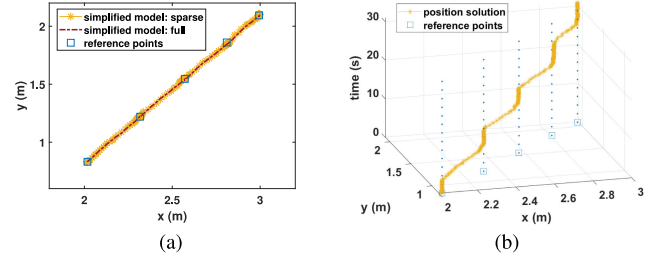 simplified model: sparse
simplified model: full
reference points
y (m)
2
1.5
1
2
2.5
3
x (m)
(a)
position solution
reference points
time (s)
30
20
10
0
2
1.5
1
y (m)
2
2.2
2.4
2.6
2.8
3
x (m)
(b)